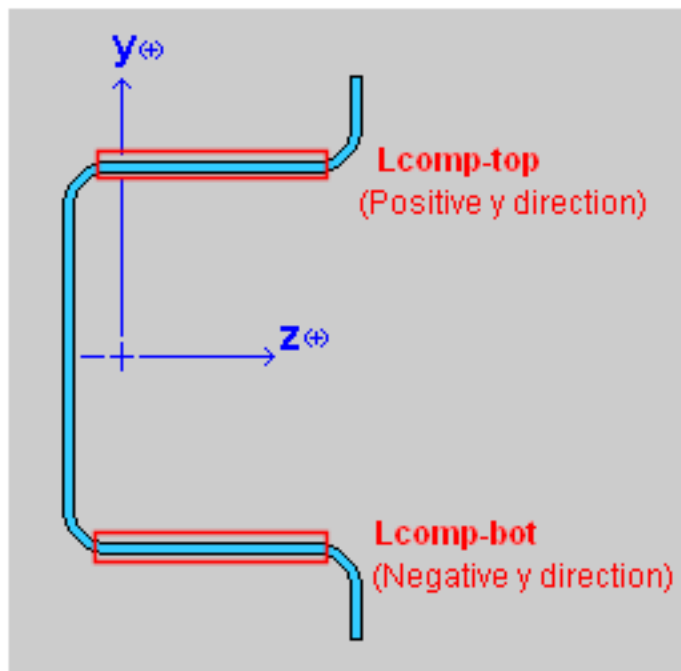 y(+)
Lcomp-top
(Positive y direction)
z(+)
Lcomp-bot
(Negative y direction)